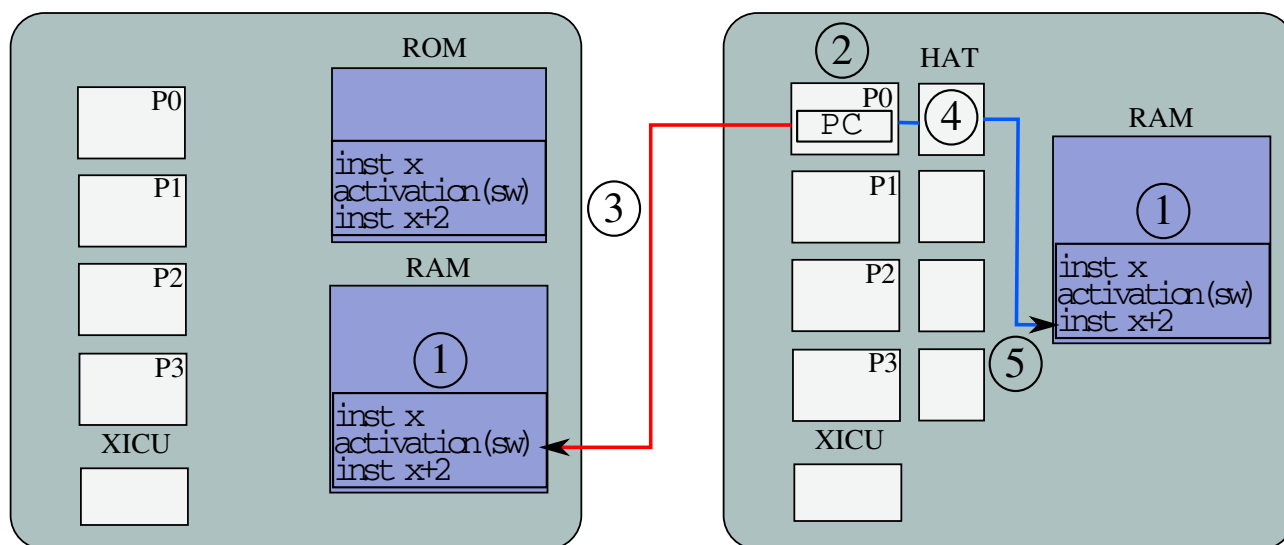 ROM
P0
inst x
activation(sw)
inst x+2
P1
RAM
P2
1
P3
inst x
activation(sw)
inst x+2
XICU
3
2
HAT
P0
PC
4
RAM
P1
1
P2
inst x
activation(sw)
inst x+2
P3
5
XICU